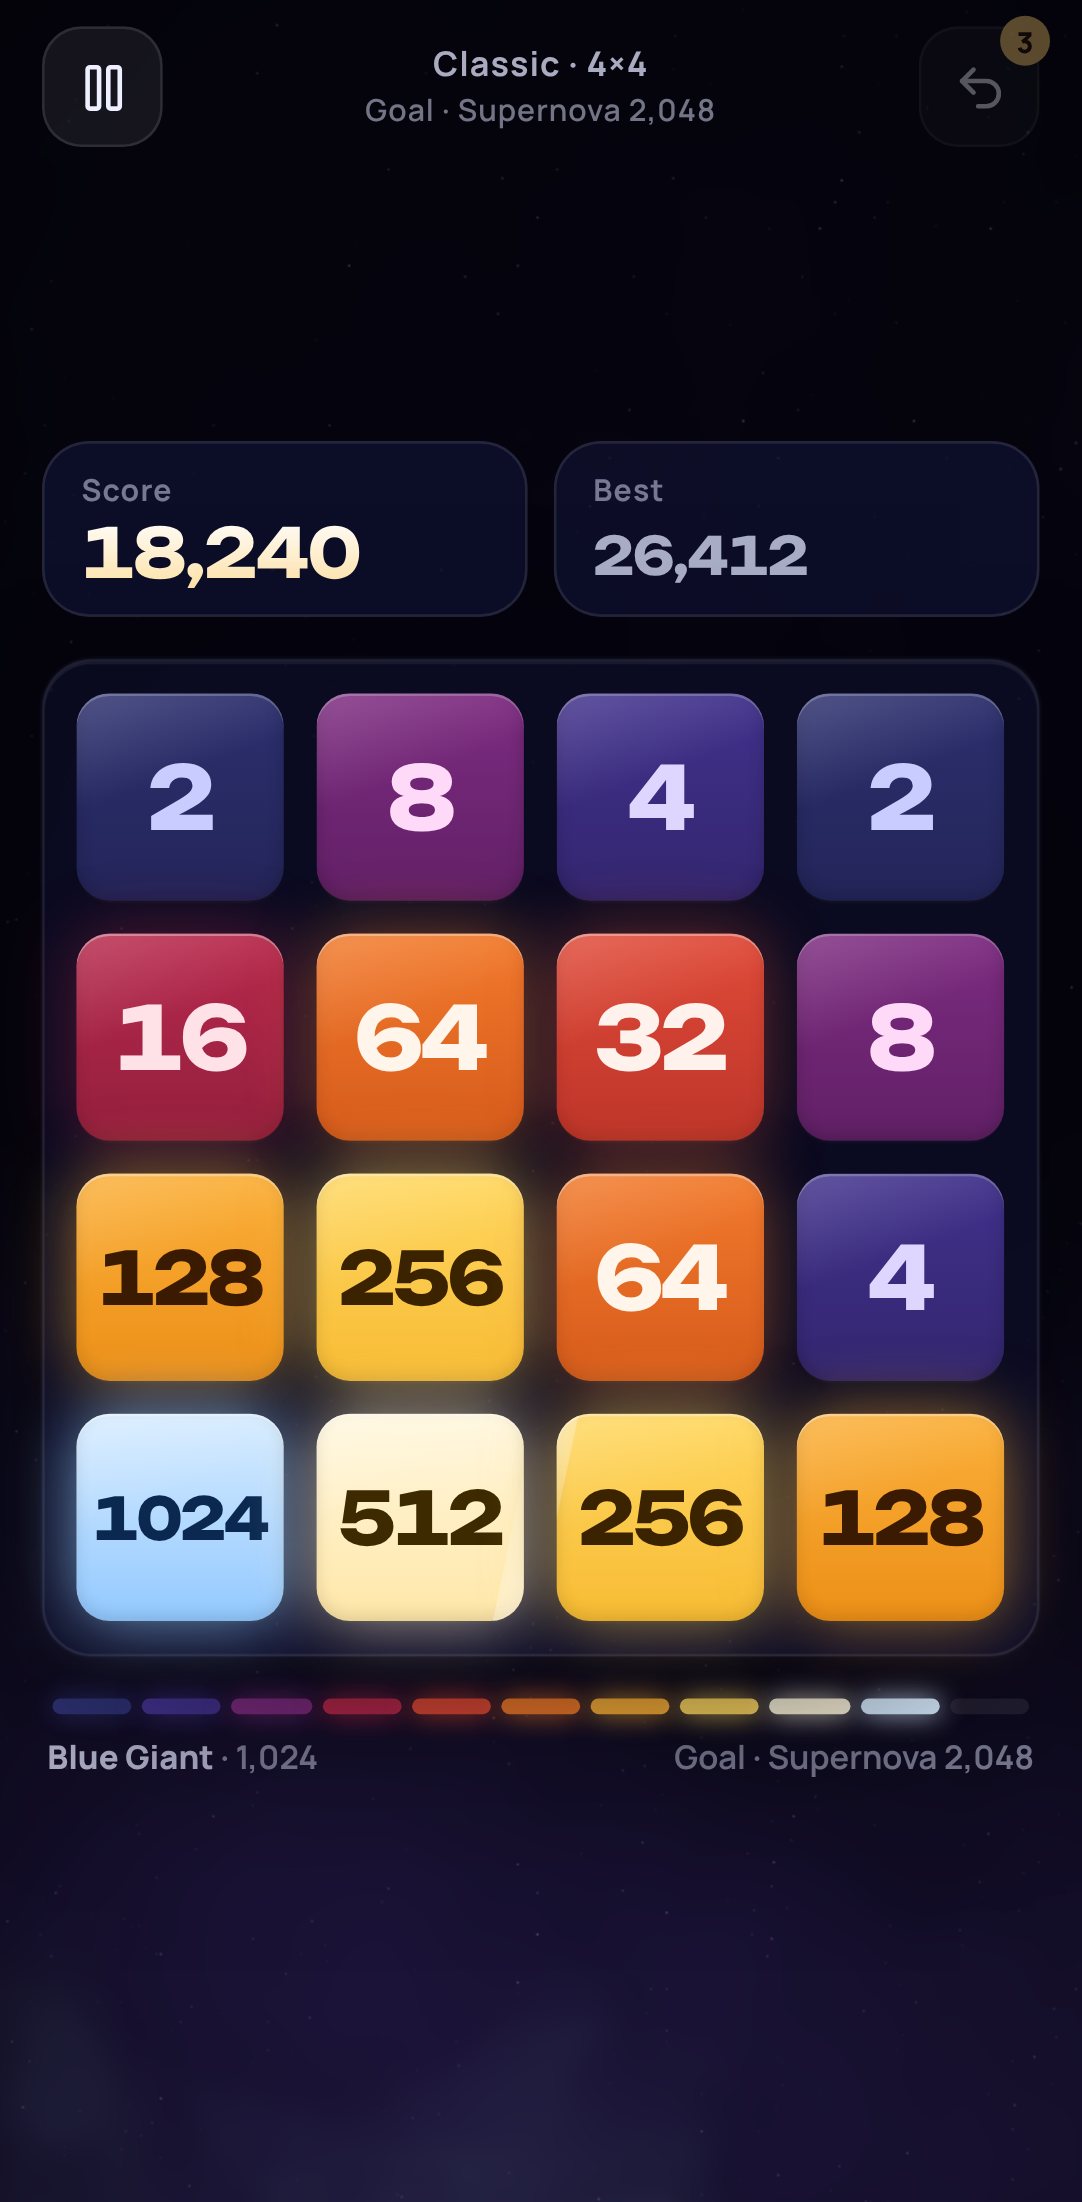 Classic · 4×4
Goal · Supernova 2,048
3
Score
18,240
Best
26,412
2 8 4 2
16 64 32 8
128 256 64 4
1024 512 256 128
Blue Giant · 1,024
Goal · Supernova 2,048